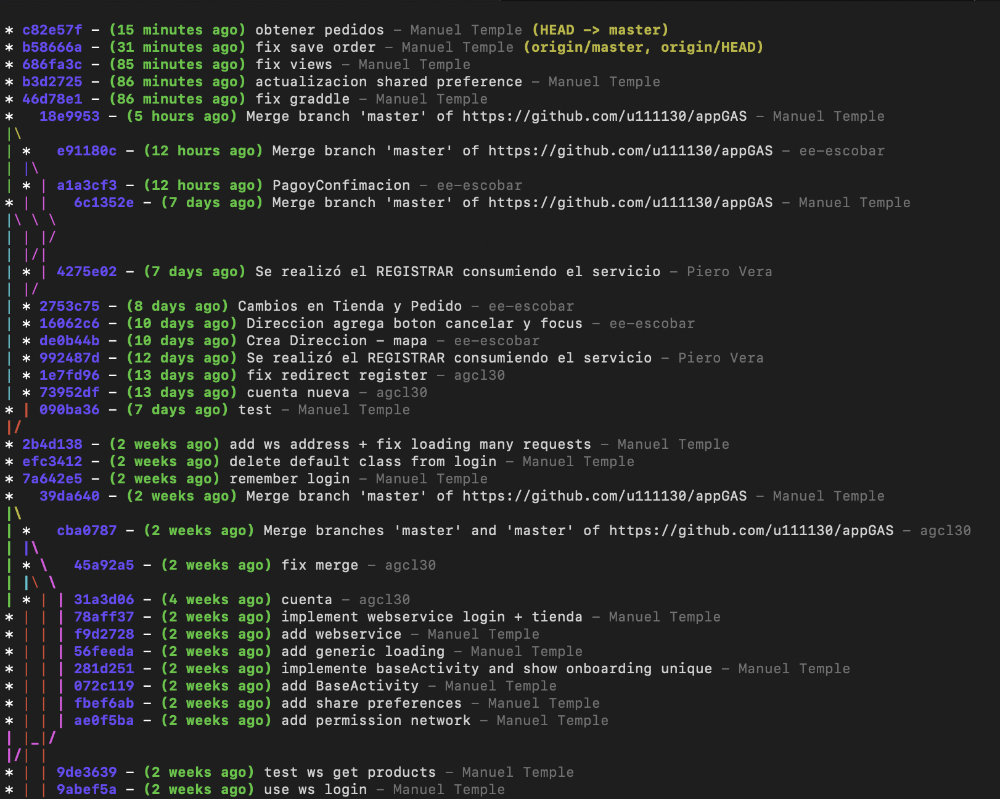 * c82e57f - (15 minutes ago) obtener pedidos - Manuel Temple (HEAD -> master)
* b58666a - (31 minutes ago) fix save order - Manuel Temple (origin/master, origin/HEAD)
* 686fa3c - (85 minutes ago) fix views - Manuel Temple
* b3d2725 - (86 minutes ago) actualizacion shared preference - Manuel Temple
* 46d78e1 - (86 minutes ago) fix graddle - Manuel Temple
*   18e9953 - (5 hours ago) Merge branch 'master' of https://github.com/u111130/appGAS - Manuel Temple
|\
| *   e91180c - (12 hours ago) Merge branch 'master' of https://github.com/u111130/appGAS - ee-escobar
| |\
| * | a1a3cf3 - (12 hours ago) PagoyConfimacion - ee-escobar
* | |   6c1352e - (7 days ago) Merge branch 'master' of https://github.com/u111130/appGAS - Manuel Temple
|\ \ \
| | |/
| |/|
| * | 4275e02 - (7 days ago) Se realizó el REGISTRAR consumiendo el servicio - Piero Vera
| |/
| * 2753c75 - (8 days ago) Cambios en Tienda y Pedido - ee-escobar
| * 16062c6 - (10 days ago) Direccion agrega boton cancelar y focus - ee-escobar
| * de0b44b - (10 days ago) Crea Direccion - mapa - ee-escobar
| * 992487d - (12 days ago) Se realizó el REGISTRAR consumiendo el servicio - Piero Vera
| * 1e7fd96 - (13 days ago) fix redirect register - agcl30
| * 73952df - (13 days ago) cuenta nueva - agcl30
* | 090ba36 - (7 days ago) test - Manuel Temple
|/
* 2b4d138 - (2 weeks ago) add ws address + fix loading many requests - Manuel Temple
* efc3412 - (2 weeks ago) delete default class from login - Manuel Temple
* 7a642e5 - (2 weeks ago) remember login - Manuel Temple
*   39da640 - (2 weeks ago) Merge branch 'master' of https://github.com/u111130/appGAS - Manuel Temple
|\
| *   cba0787 - (2 weeks ago) Merge branches 'master' and 'master' of https://github.com/u111130/appGAS - agcl30
| |\
| * \   45a92a5 - (2 weeks ago) fix merge - agcl30
| |\ \
| * | | 31a3d06 - (4 weeks ago) cuenta - agcl30
* | | | 78aff37 - (2 weeks ago) implement webservice login + tienda - Manuel Temple
* | | | f9d2728 - (2 weeks ago) add webservice - Manuel Temple
* | | | 56feeda - (2 weeks ago) add generic loading - Manuel Temple
* | | | 281d251 - (2 weeks ago) implemente baseActivity and show onboarding unique - Manuel Temple
* | | | 072c119 - (2 weeks ago) add BaseActivity - Manuel Temple
* | | | fbef6ab - (2 weeks ago) add share preferences - Manuel Temple
* | | | ae0f5ba - (2 weeks ago) add permission network - Manuel Temple
| |_|/
|/| |
* | | 9de3639 - (2 weeks ago) test ws get products - Manuel Temple
* | | 9abef5a - (2 weeks ago) use ws login - Manuel Temple